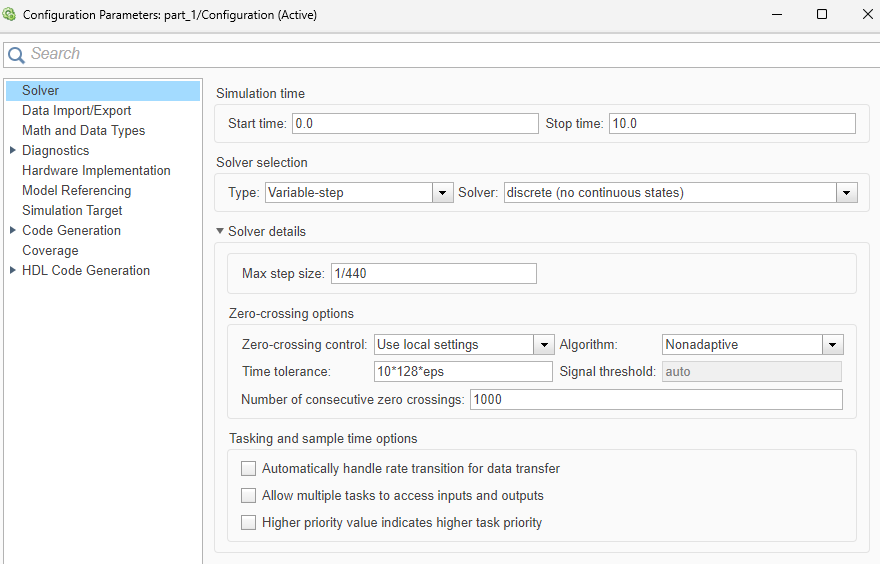 Configuration Parameters: part_1/Configuration (Active)
Search
Solver
Data Import/Export
Math and Data Types
Diagnostics
Hardware Implementation
Model Referencing
Simulation Target
Code Generation
Coverage
HDL Code Generation
Simulation time
Start time: 0.0 Stop time: 10.0
Solver selection
Type: Variable-step Solver: discrete (no continuous states)
Solver details
Max step size: 1/440
Zero-crossing options
Zero-crossing control: Use local settings Algorithm: Nonadaptive
Time tolerance: 10*128*eps Signal threshold: auto
Number of consecutive zero crossings: 1000
Tasking and sample time options
Automatically handle rate transition for data transfer
Allow multiple tasks to access inputs and outputs
Higher priority value indicates higher task priority